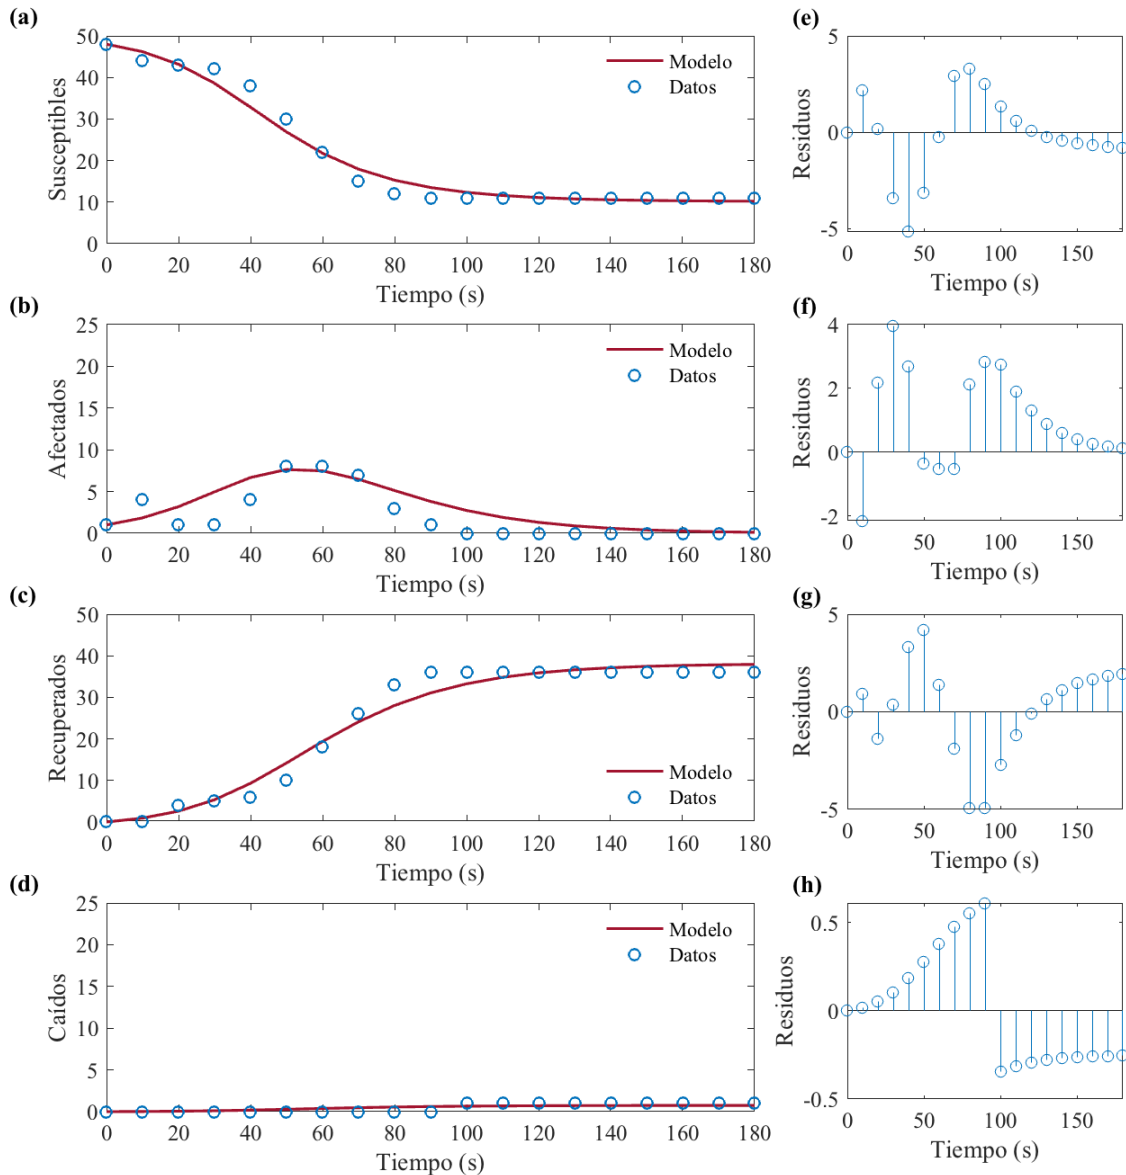 (a)
50
40
30
20
10
0
Susceptibles
Modelo
Datos
0 20 40 60 80 100 120 140 160 180
Tiempo (s)
(e)
5
0
-5
Residuos
0 50 100 150
Tiempo (s)
(b)
25
20
15
10
5
0
Afectados
Modelo
Datos
0 20 40 60 80 100 120 140 160 180
Tiempo (s)
(f)
4
2
0
-2
Residuos
0 50 100 150
Tiempo (s)
(c)
50
40
30
20
10
0
Recuperados
Modelo
Datos
0 20 40 60 80 100 120 140 160 180
Tiempo (s)
(g)
5
0
-5
Residuos
0 50 100 150
Tiempo (s)
(d)
25
20
15
10
5
0
Caídos
Modelo
Datos
0 20 40 60 80 100 120 140 160 180
Tiempo (s)
(h)
0.5
0
-0.5
Residuos
0 50 100 150
Tiempo (s)